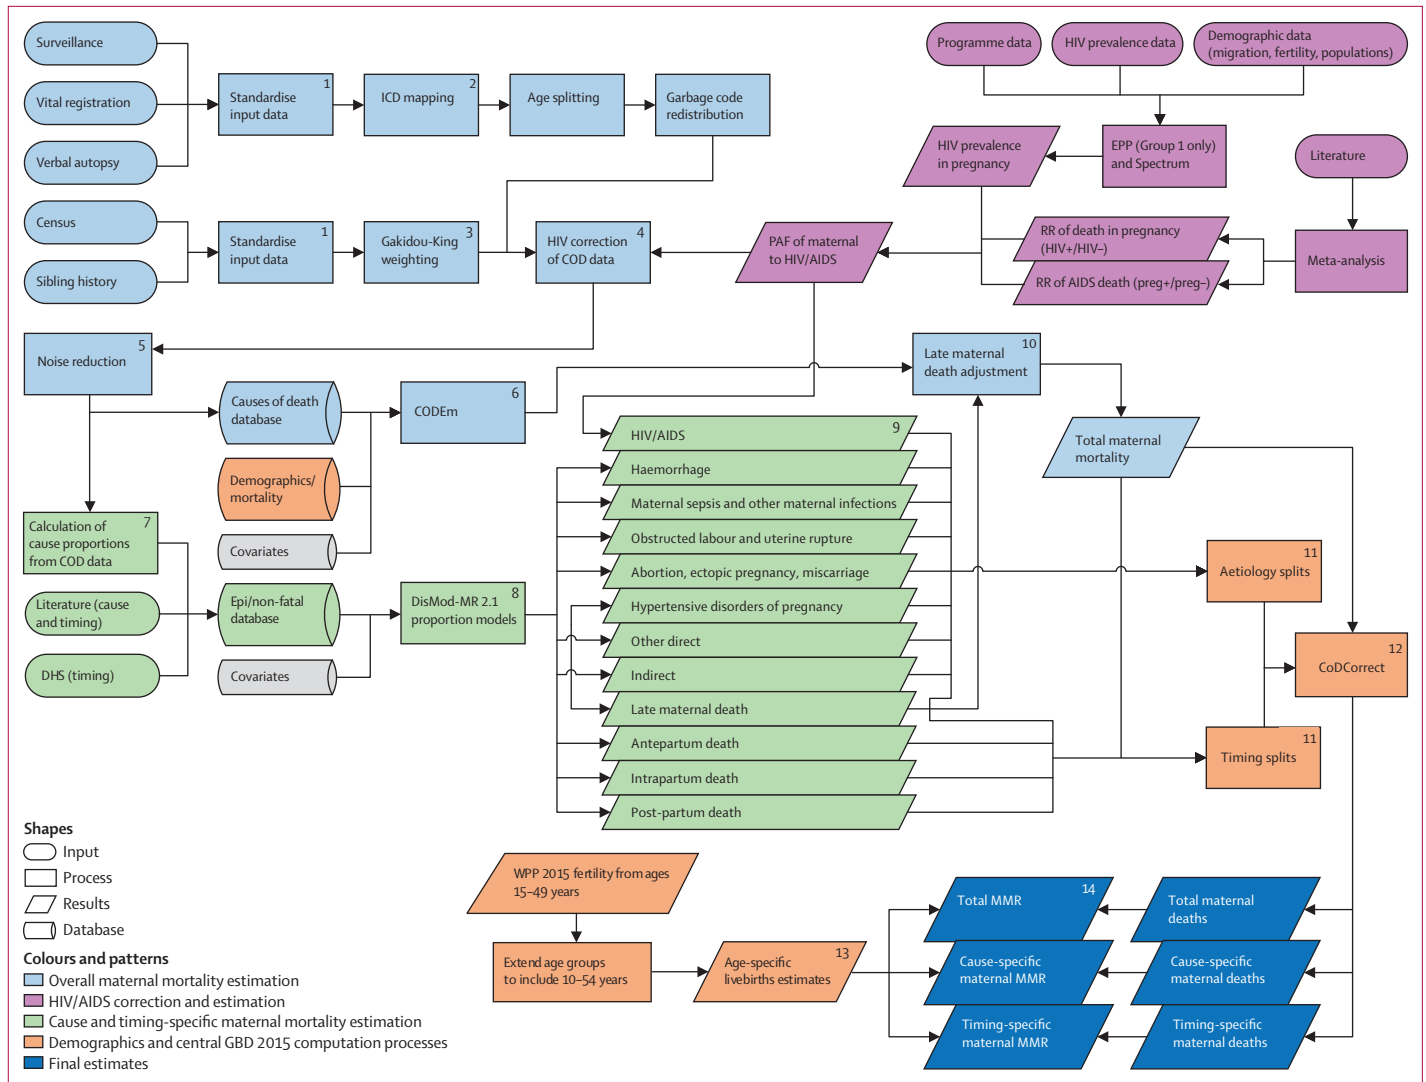 Surveillance
Vital registration
Verbal autopsy
Census
Sibling history
1
Standardise
input data
2
ICD mapping
Age splitting
Garbage code
redistribution
1
Standardise
input data
3
Gakidou-King
weighting
4
HIV correction
of COD data
Programme data
HIV prevalence data
Demographic data
(migration, fertility, populations)
HIV prevalence
in pregnancy
EPP (Group 1 only)
and Spectrum
Literature
PAF of maternal
to HIV/AIDS
RR of death in pregnancy
(HIV+/HIV–)
RR of AIDS death (preg+/preg–)
Meta-analysis
5
Noise reduction
Causes of death
database
6
CODEm
Demographics/
mortality
Covariates
7
Calculation of
cause proportions
from COD data
Literature (cause
and timing)
DHS (timing)
Epi/non-fatal
database
Covariates
8
DisMod-MR 2.1
proportion models
9
HIV/AIDS
Haemorrhage
Maternal sepsis and other maternal infections
Obstructed labour and uterine rupture
Abortion, ectopic pregnancy, miscarriage
Hypertensive disorders of pregnancy
Other direct
Indirect
Late maternal death
Antepartum death
Intrapartum death
Post-partum death
10
Late maternal
death adjustment
Total maternal
mortality
11
Aetiology splits
12
CoDCorrect
11
Timing splits
WPP 2015 fertility from ages
15–49 years
Extend age groups
to include 10–54 years
13
Age-specific
livebirths estimates
14
Total MMR
Total maternal
deaths
Cause-specific
maternal MMR
Cause-specific
maternal deaths
Timing-specific
maternal MMR
Timing-specific
maternal deaths
Shapes
Input
Process
Results
Database
Colours and patterns
Overall maternal mortality estimation
HIV/AIDS correction and estimation
Cause and timing-specific maternal mortality estimation
Demographics and central GBD 2015 computation processes
Final estimates